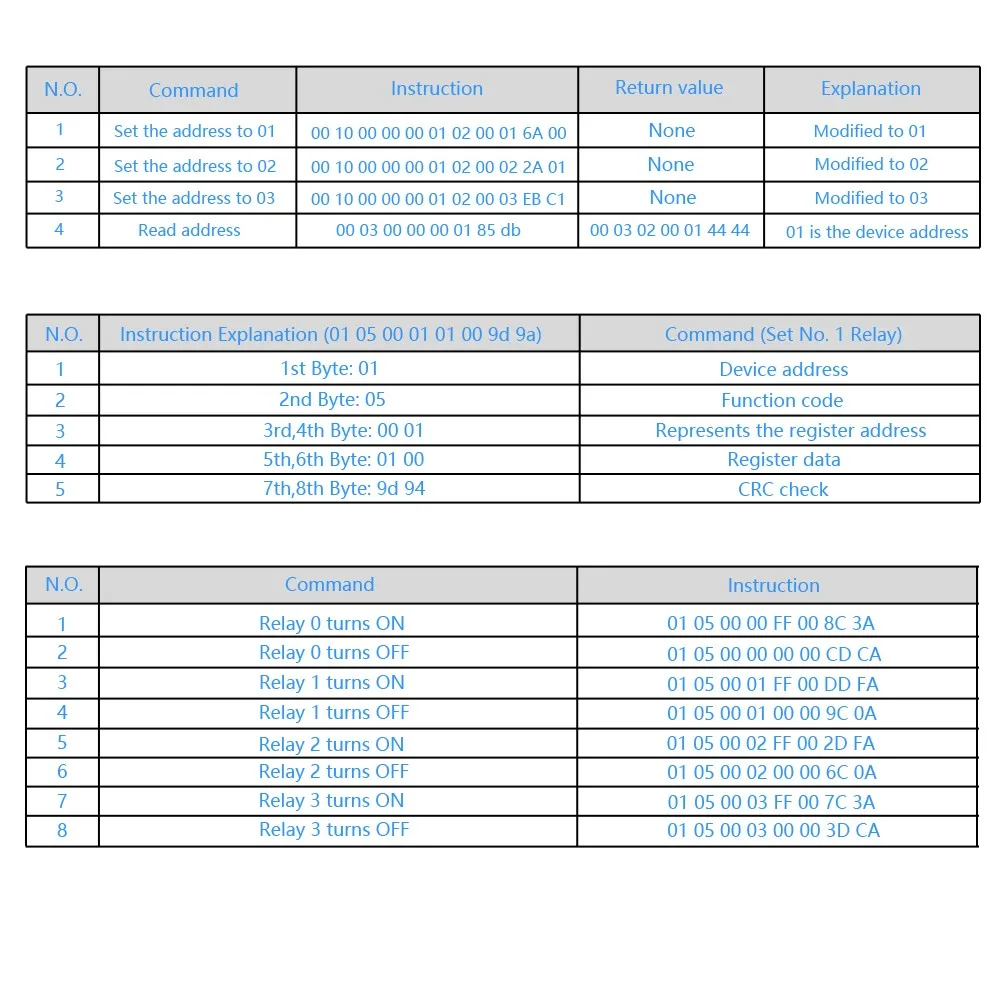 N.O. Command Instruction Return value Explanation
1 Set the address to 01 00 10 00 00 00 01 02 00 01 6A 00 None Modified to 01
2 Set the address to 02 00 10 00 00 00 01 02 00 02 2A 01 None Modified to 02
3 Set the address to 03 00 10 00 00 00 01 02 00 03 EB C1 None Modified to 03
4 Read address 00 03 00 00 00 01 85 db 00 03 02 00 01 44 44 01 is the device address
N.O. Instruction Explanation (01 05 00 01 01 00 9d 9a) Command (Set No. 1 Relay)
1 1st Byte: 01 Device address
2 2nd Byte: 05 Function code
3 3rd,4th Byte: 00 01 Represents the register address
4 5th,6th Byte: 01 00 Register data
5 7th,8th Byte: 9d 94 CRC check
N.O. Command Instruction
1 Relay 0 turns ON 01 05 00 00 FF 00 8C 3A
2 Relay 0 turns OFF 01 05 00 00 00 00 CD CA
3 Relay 1 turns ON 01 05 00 01 FF 00 DD FA
4 Relay 1 turns OFF 01 05 00 01 00 00 9C 0A
5 Relay 2 turns ON 01 05 00 02 FF 00 2D FA
6 Relay 2 turns OFF 01 05 00 02 00 00 6C 0A
7 Relay 3 turns ON 01 05 00 03 FF 00 7C 3A
8 Relay 3 turns OFF 01 05 00 03 00 00 3D CA